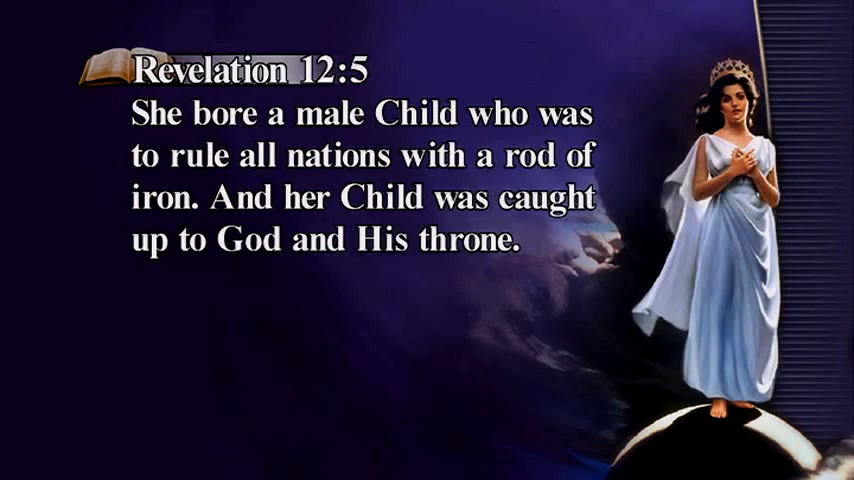 Revelation 12:5
She bore a male Child who was
to rule all nations with a rod of
iron. And her Child was caught
up to God and His throne.